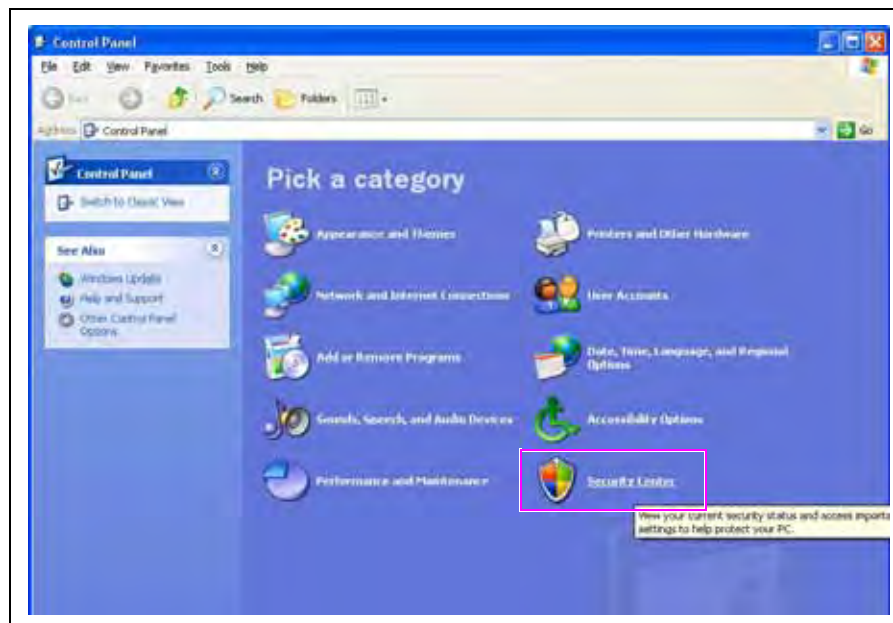 Control Panel
File Edit View Favorites Tools Help
Back Search Folders
Address Control Panel Go
Control Panel
Switch to Classic View
See Also
Windows Update
Help and Support
Other Control Panel
Options
Pick a category
Appearance and Themes
Printers and Other Hardware
Network and Internet Connections
User Accounts
Add or Remove Programs
Date, Time, Language, and Regional
Options
Sounds, Speech, and Audio Devices
Accessibility Options
Performance and Maintenance
Security Center
View your current security status and access importa
settings to help protect your PC.